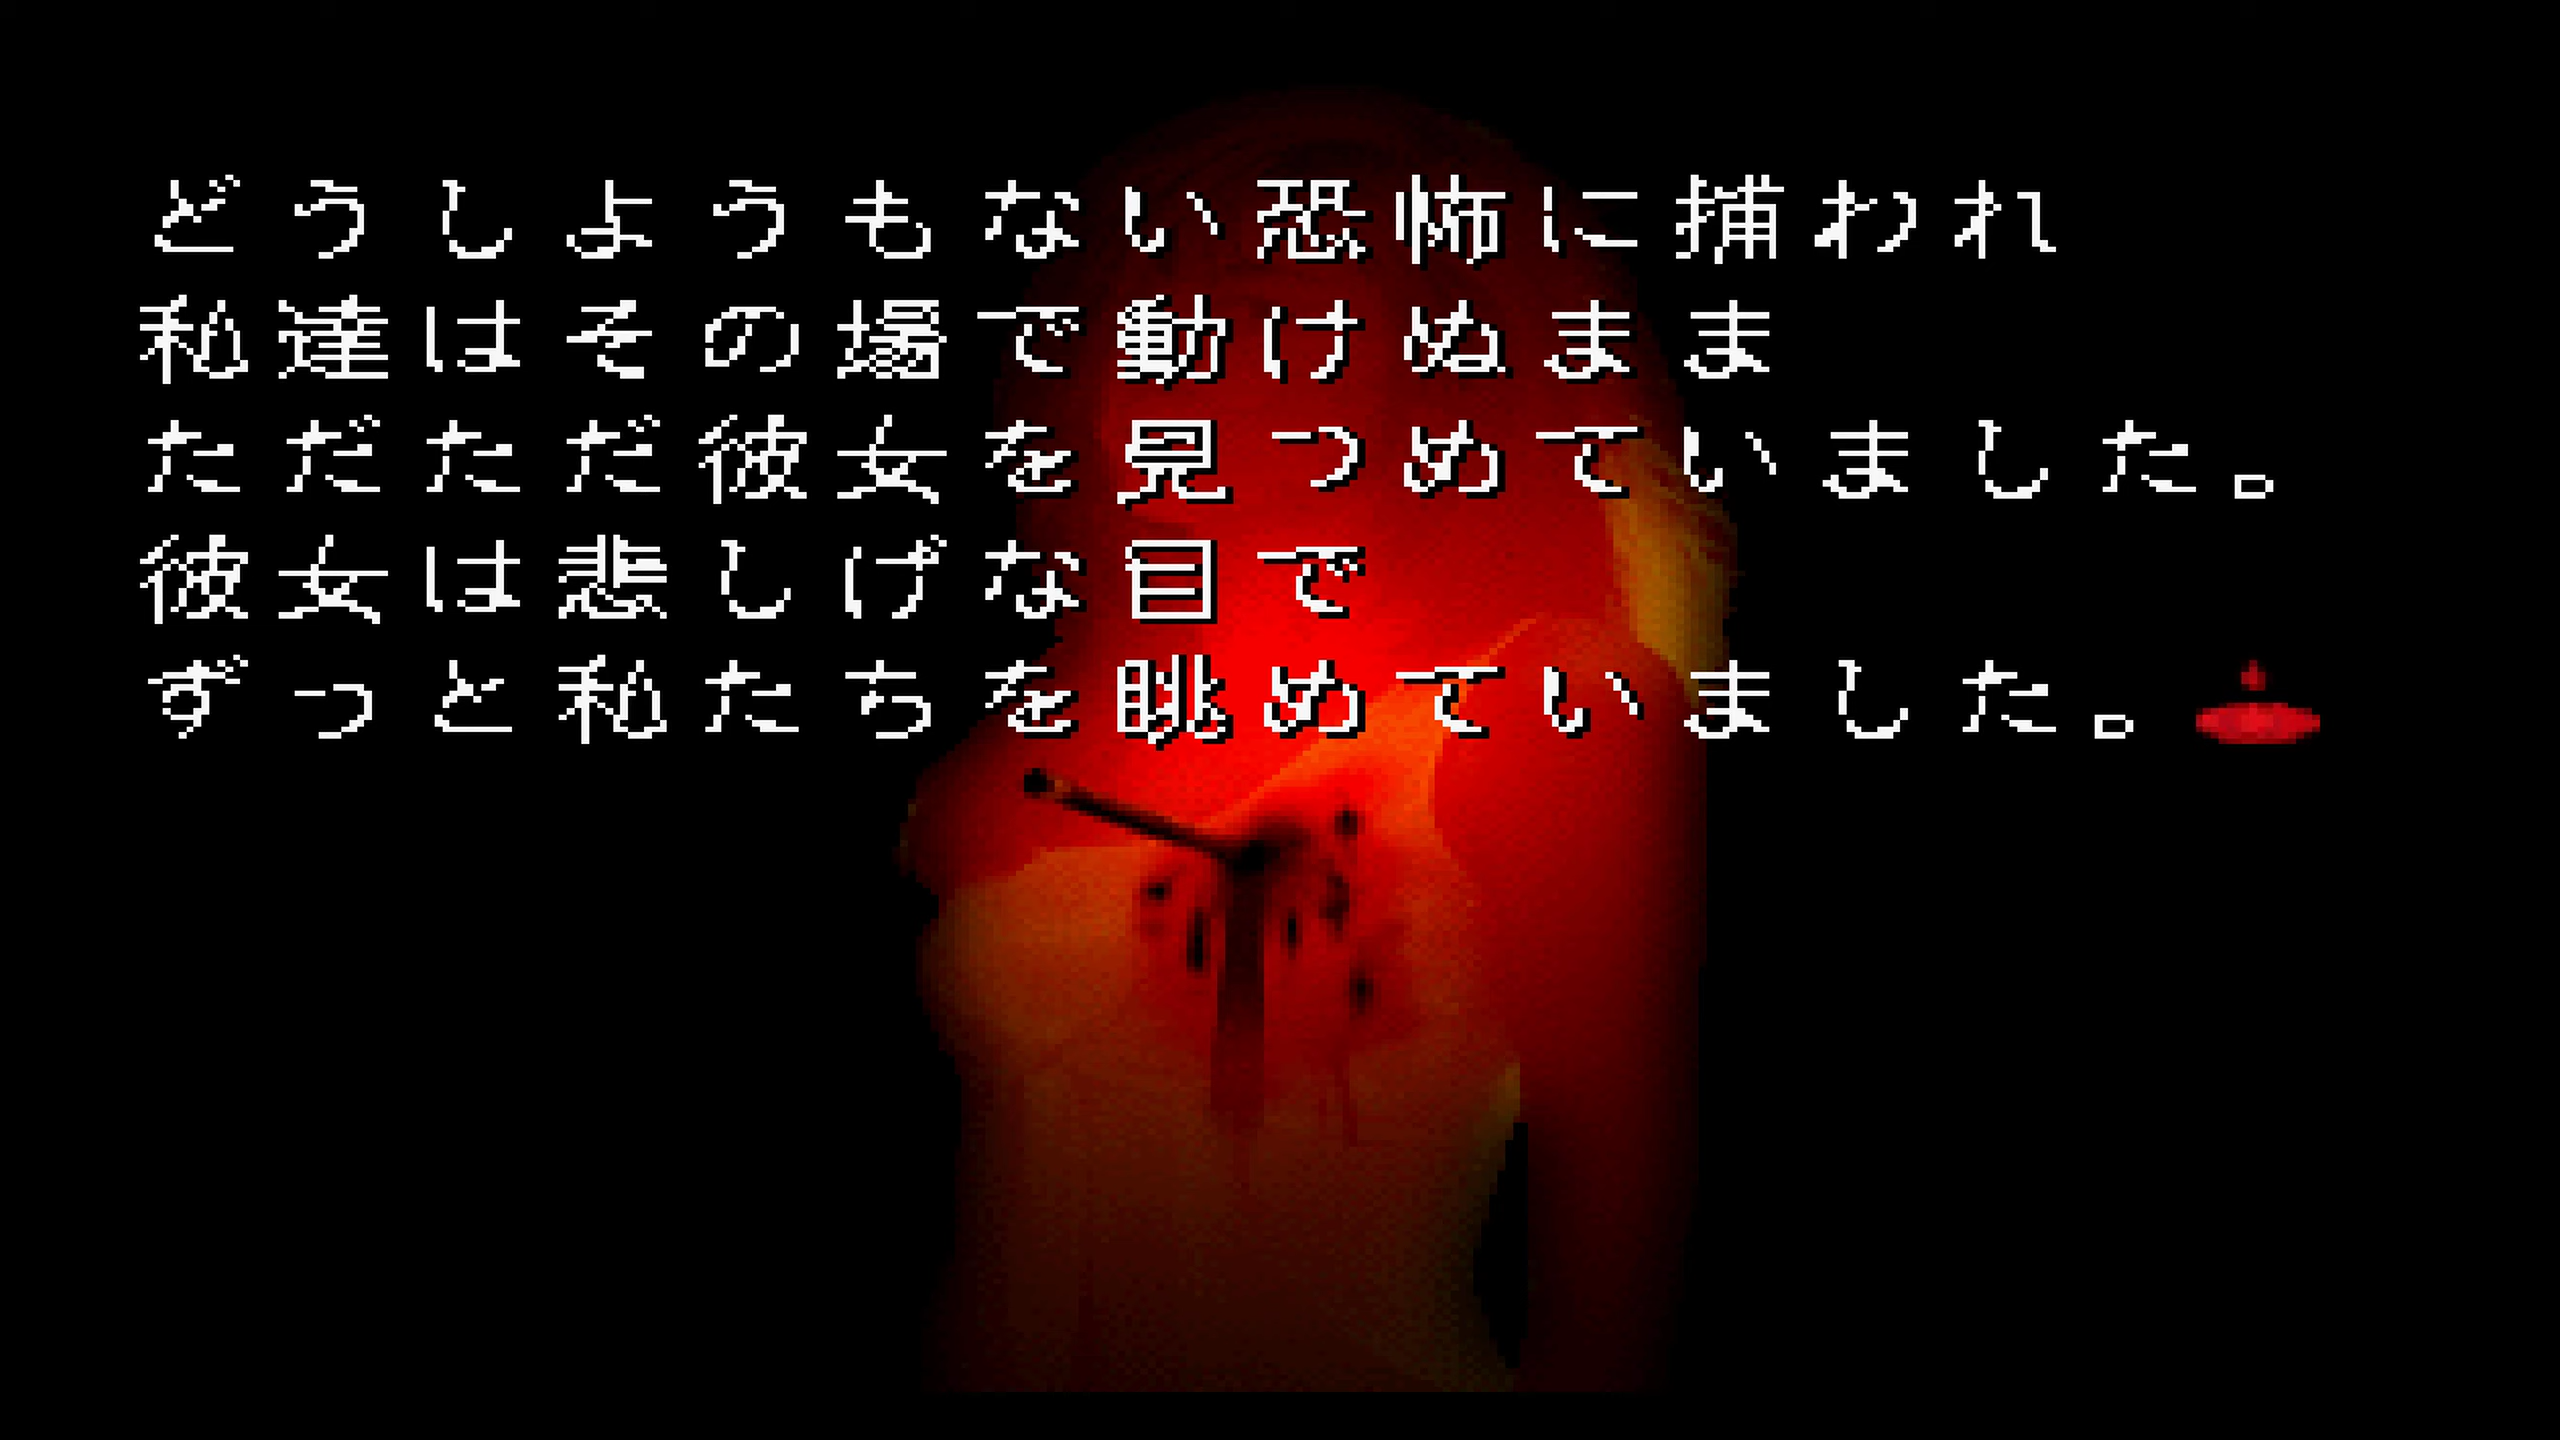 どうしようもない恐怖に捕われ
私達はその場で動けぬまま
ただただ彼女を見つめていました。
彼女は悲しげな目で
ずっと私たちを眺めていました。